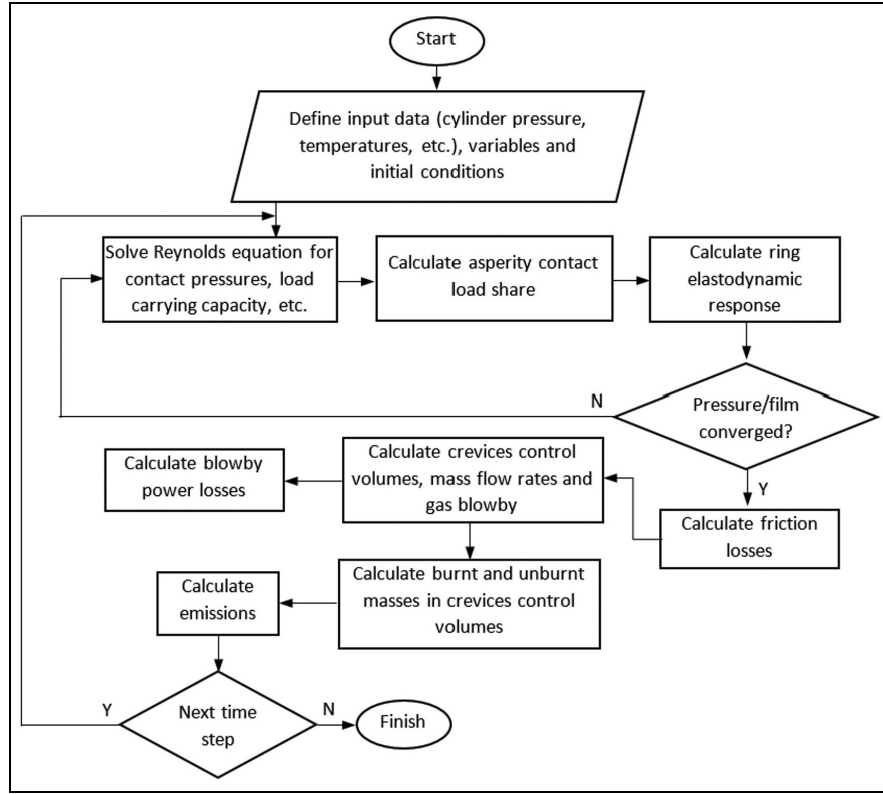 Start
Define input data (cylinder pressure,
temperatures, etc.), variables and
initial conditions
Solve Reynolds equation for
contact pressures, load
carrying capacity, etc.
Calculate asperity contact
load share
Calculate ring
elastodynamic
response
N
Pressure/film
converged?
Y
Calculate friction
losses
Calculate crevices control
volumes, mass flow rates and
gas blowby
Calculate blowby
power losses
Calculate burnt and unburnt
masses in crevices control
volumes
Calculate
emissions
Y
Next time
step
N
Finish